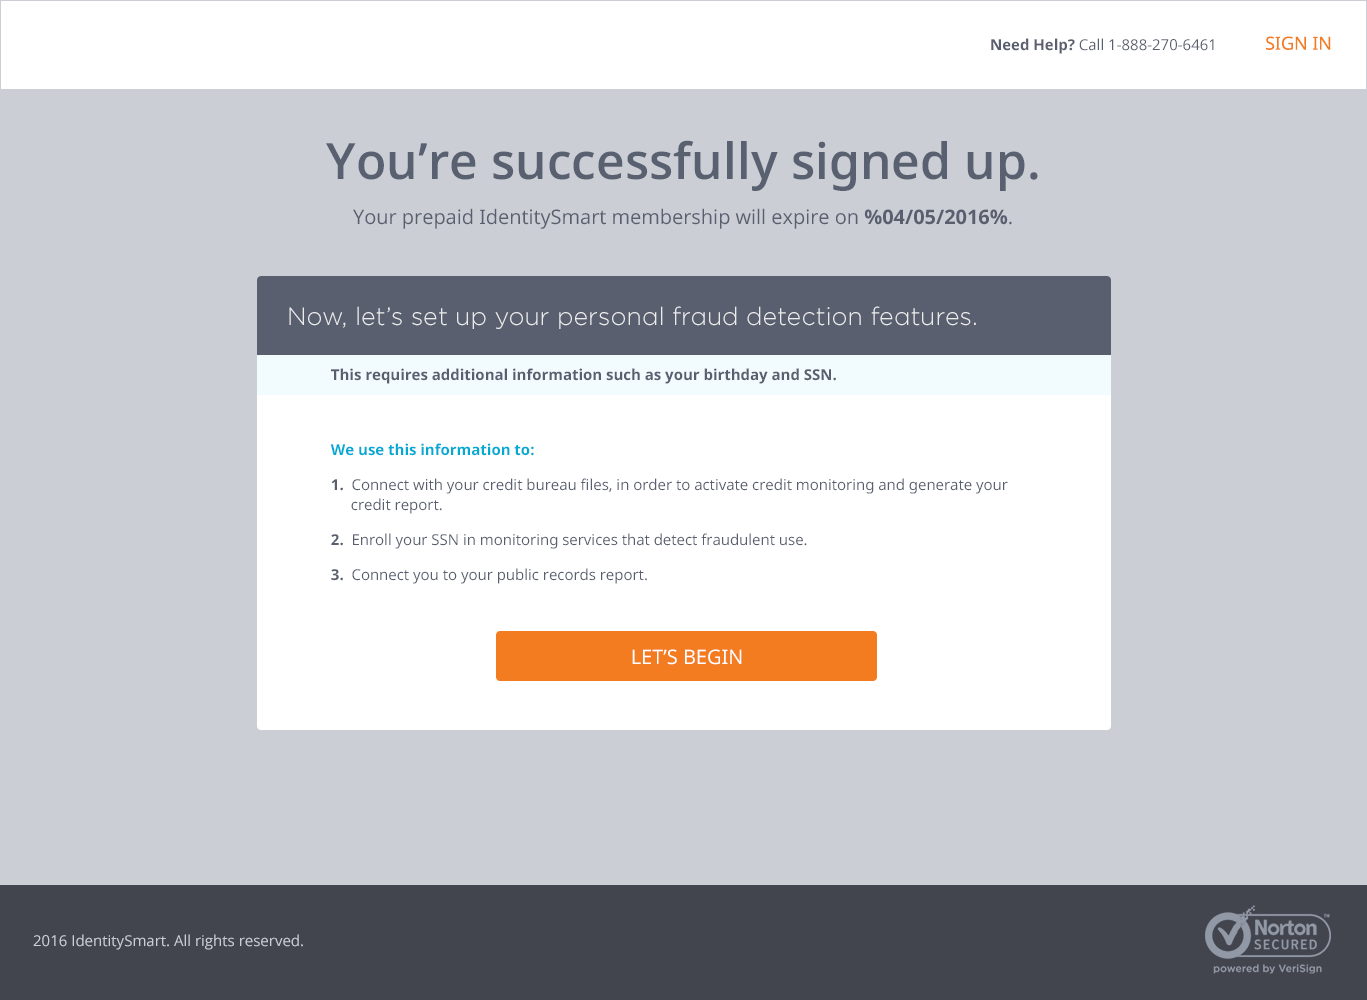 Need Help? Call 1-888-270-6461
SIGN IN
You’re successfully signed up.
Your prepaid IdentitySmart membership will expire on %04/05/2016%.
Now, let’s set up your personal fraud detection features.
This requires additional information such as your birthday and SSN.
We use this information to:
1. Connect with your credit bureau files, in order to activate credit monitoring and generate your
credit report.
2. Enroll your SSN in monitoring services that detect fraudulent use.
3. Connect you to your public records report.
LET’S BEGIN
2016 IdentitySmart. All rights reserved.
Norton™
SECURED
powered by VeriSign